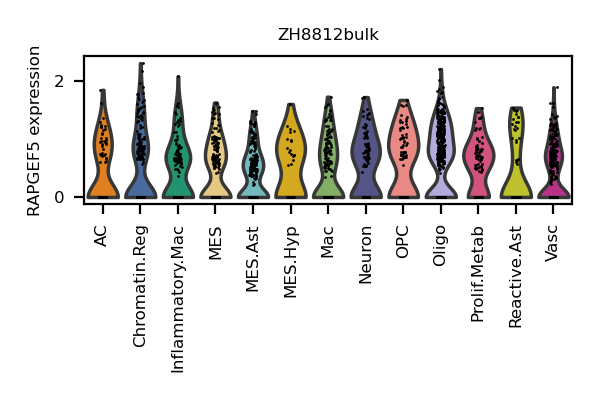 ZH8812bulk
RAPGEF5 expression
2
0
AC
Chromatin.Reg
Inflammatory.Mac
MES
MES.Ast
MES.Hyp
Mac
Neuron
OPC
Oligo
Prolif.Metab
Reactive.Ast
Vasc